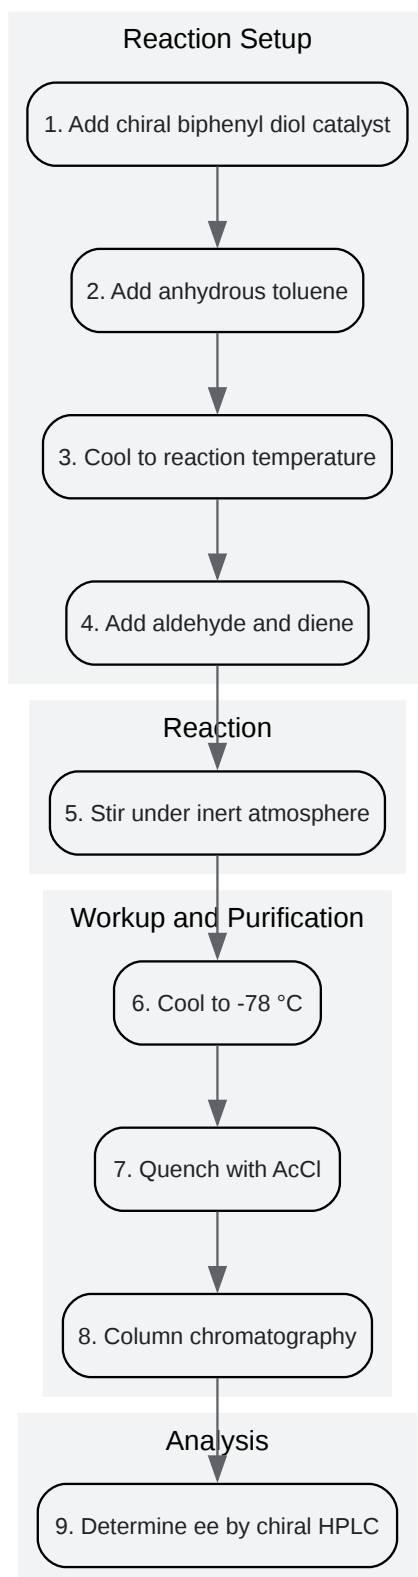 Reaction Setup
1. Add chiral biphenyl diol catalyst
2. Add anhydrous toluene
3. Cool to reaction temperature
4. Add aldehyde and diene
Reaction
5. Stir under inert atmosphere
Workup and Purification
6. Cool to -78 °C
7. Quench with AcCl
8. Column chromatography
Analysis
9. Determine ee by chiral HPLC